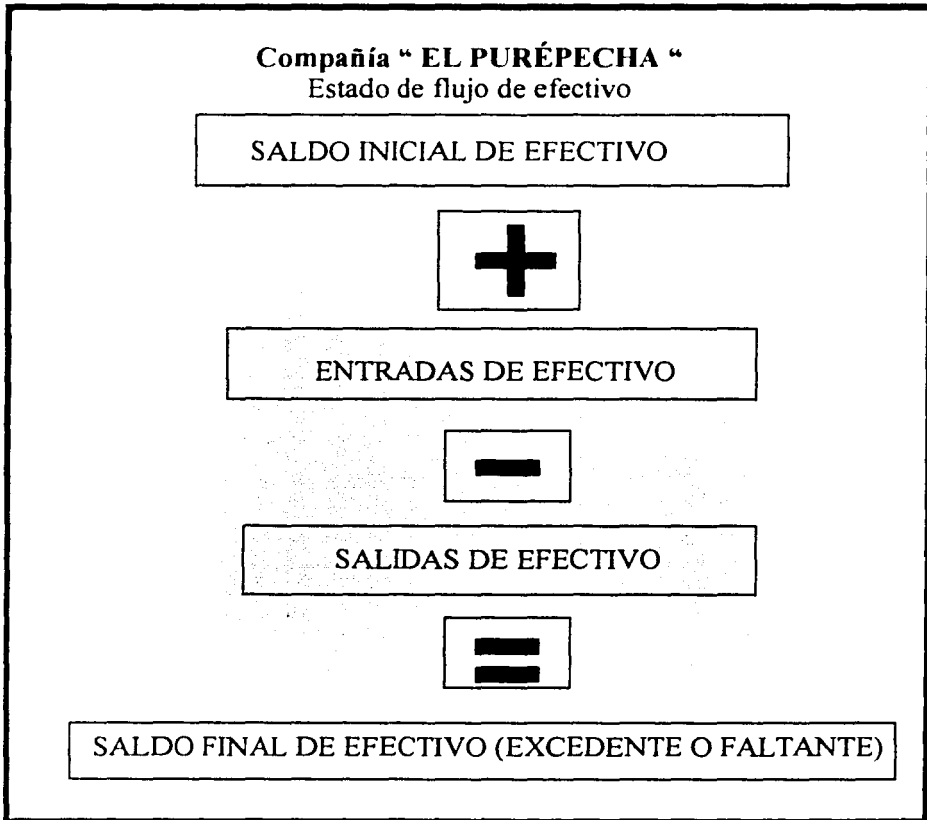 Compañía “ EL PURÉPECHA “
Estado de flujo de efectivo
SALDO INICIAL DE EFECTIVO
+
ENTRADAS DE EFECTIVO
-
SALIDAS DE EFECTIVO
=
SALDO FINAL DE EFECTIVO (EXCEDENTE O FALTANTE)